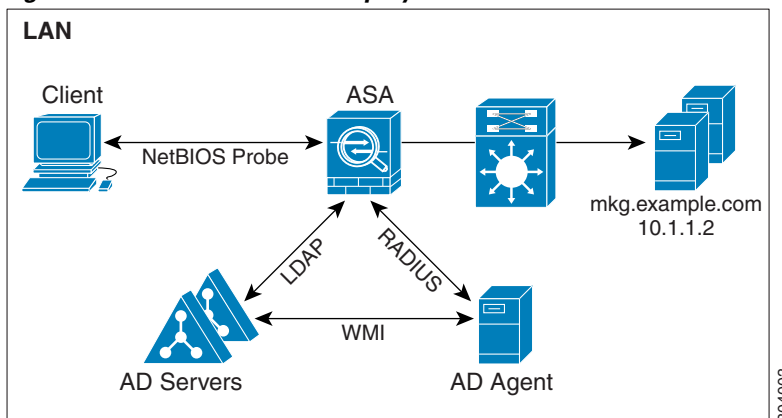 LAN
Client
ASA
NetBIOS Probe
mkg.example.com
10.1.1.2
LDAP
RADIUS
WMI
AD Servers
AD Agent